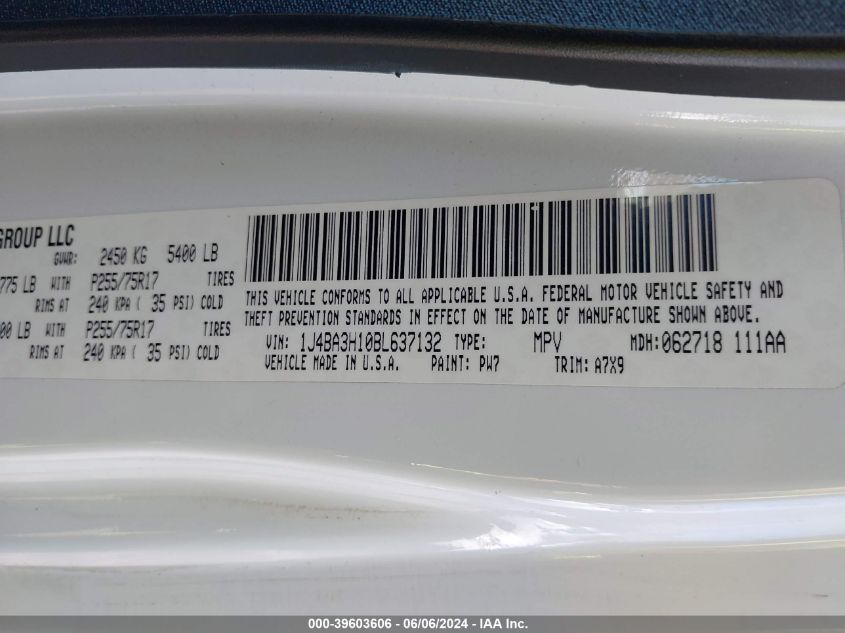 GROUP LLC
GVWR: 2450 KG 5400 LB
775 LB WITH P255/75R17 TIRES
RIMS AT 240 KPA ( 35 PSI) COLD
00 LB WITH P255/75R17 TIRES
RIMS AT 240 KPA ( 35 PSI) COLD
THIS VEHICLE CONFORMS TO ALL APPLICABLE U.S.A. FEDERAL MOTOR VEHICLE SAFETY AND
THEFT PREVENTION STANDARDS IN EFFECT ON THE DATE OF MANUFACTURE SHOWN ABOVE.
VIN: 1J4BA3H10BL637132 TYPE: MPV MDH:062718 111AA
VEHICLE MADE IN U.S.A. PAINT: PW7 TRIM: A7X9
000-39603606 - 06/06/2024 - IAA Inc.